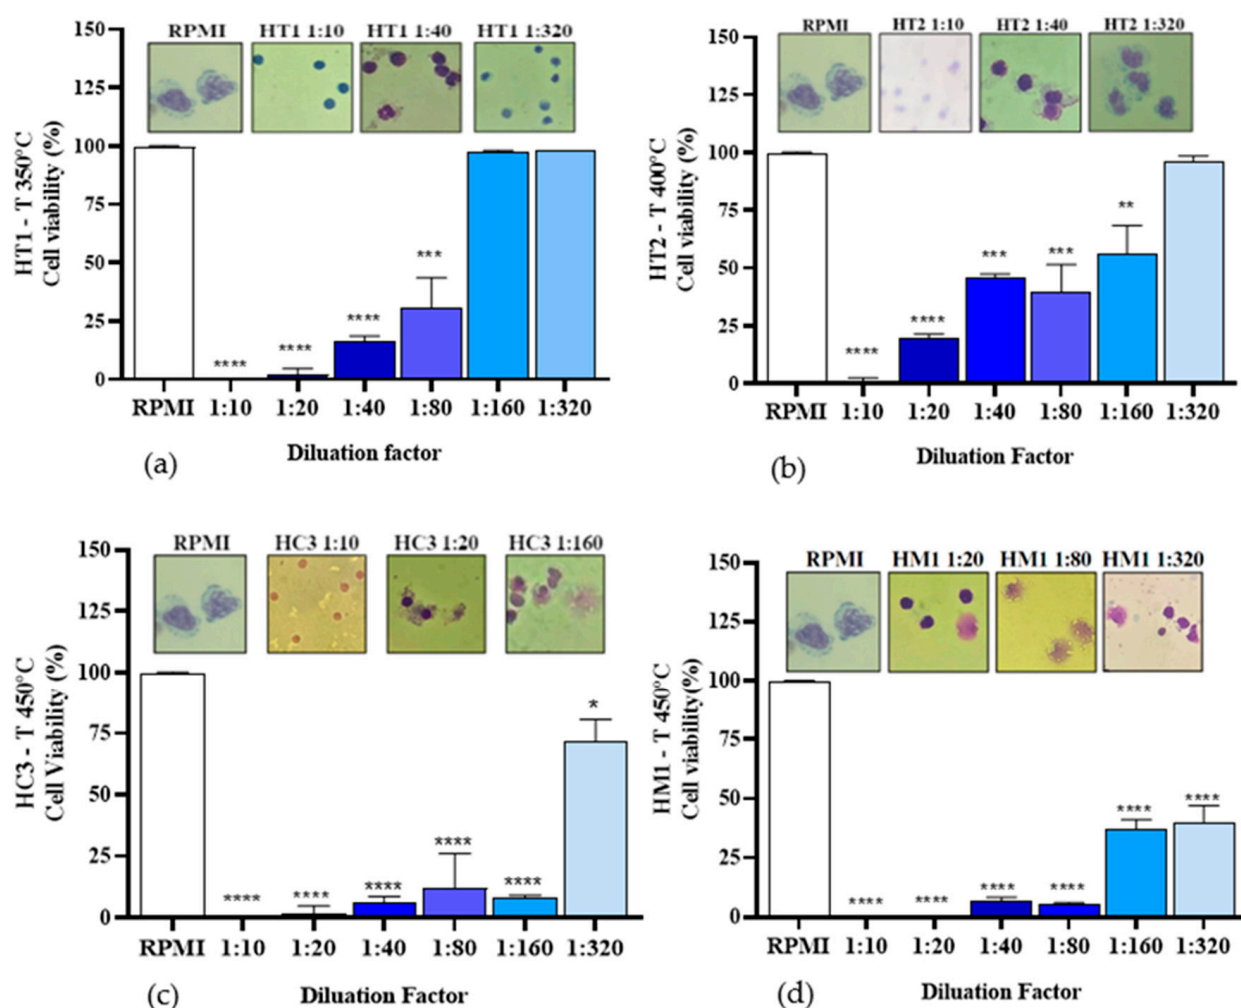 RPMI HT1 1:10 HT1 1:40 HT1 1:320
150
125
100
75
50
25
0
HT1 - T 350°C
Cell viability (%)
**** **** **** ***
RPMI 1:10 1:20 1:40 1:80 1:160 1:320
Diluation factor
(a)
RPMI HT2 1:10 HT2 1:40 HT2 1:320
150
125
100
75
50
25
0
HT2 - T 400°C
Cell viability (%)
**** **** *** *** **
RPMI 1:10 1:20 1:40 1:80 1:160 1:320
Diluation Factor
(b)
RPMI HC3 1:10 HC3 1:20 HC3 1:160
150
125
100
75
50
25
0
HC3 - T 450°C
Cell Viability (%)
**** **** **** **** **** *
RPMI 1:10 1:20 1:40 1:80 1:160 1:320
Diluation Factor
(c)
RPMI HM1 1:20 HM1 1:80 HM1 1:320
150
125
100
75
50
25
0
HM1 - T 450°C
Cell viability(%)
**** **** **** **** **** ****
RPMI 1:10 1:20 1:40 1:80 1:160 1:320
Diluation Factor
(d)